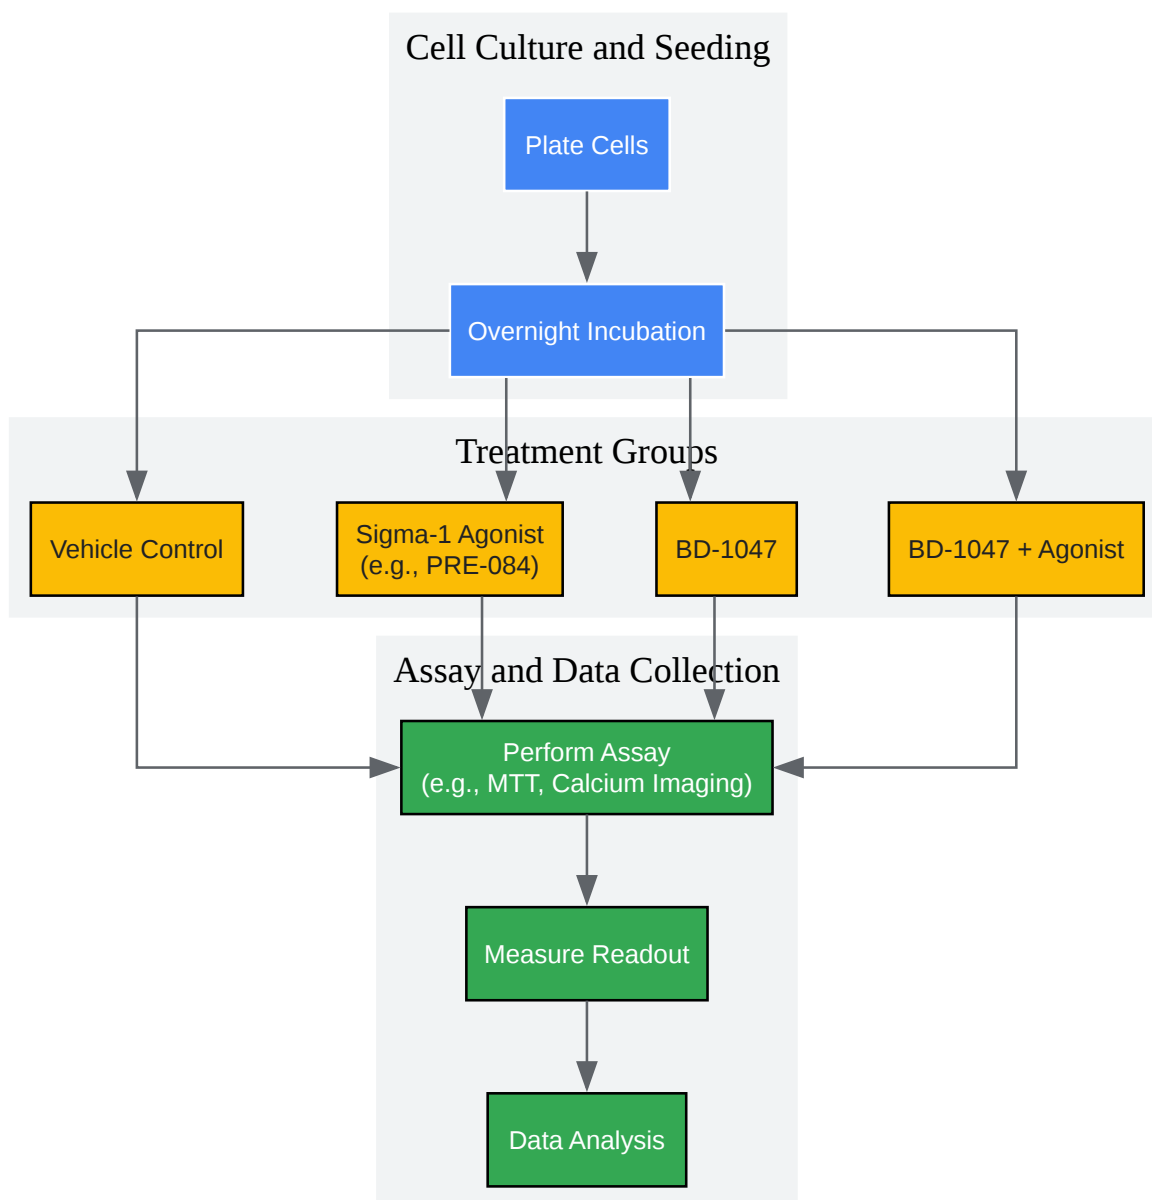 Cell Culture and Seeding
Plate Cells
Overnight Incubation
Treatment Groups
Vehicle Control
Sigma-1 Agonist
(e.g., PRE-084)
BD-1047
BD-1047 + Agonist
Assay and Data Collection
Perform Assay
(e.g., MTT, Calcium Imaging)
Measure Readout
Data Analysis